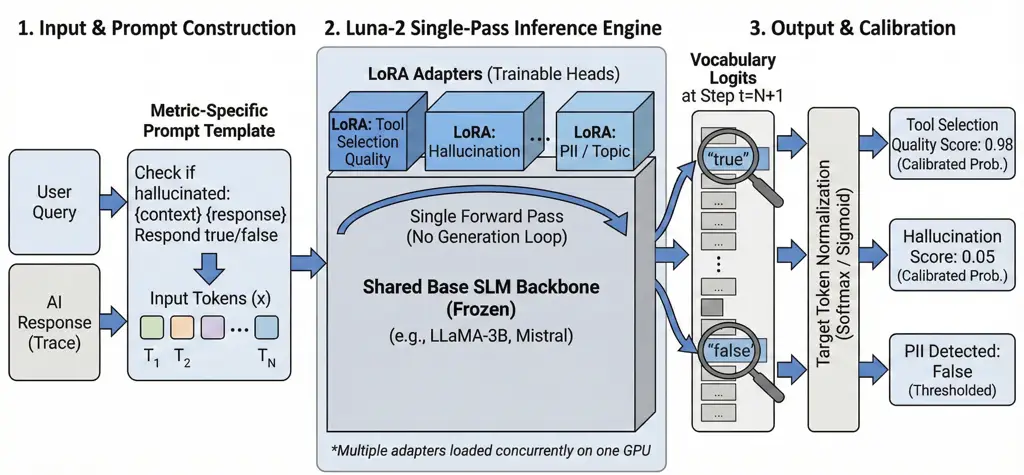 1. Input & Prompt Construction
User
Query
AI
Response
(Trace)
Metric-Specific
Prompt Template
Check if
hallucinated:
{context} {response}
Respond true/false
Input Tokens (x)
...
T1 T2 TN
2. Luna-2 Single-Pass Inference Engine
LoRA Adapters (Trainable Heads)
LoRA: Tool
Selection
Quality
LoRA:
Hallucination
...
LoRA:
PII / Topic
Single Forward Pass
(No Generation Loop)
Shared Base SLM Backbone
(Frozen)
(e.g., LLaMA-3B, Mistral)
*Multiple adapters loaded concurrently on one GPU
3. Output & Calibration
Vocabulary
Logits
at Step t=N+1
"true"
...
...
...
...
"false"
...
...
Target Token Normalization
(Softmax / Sigmoid)
Tool Selection
Quality Score: 0.98
(Calibrated Prob.)
Hallucination
Score: 0.05
(Calibrated Prob.)
PII Detected:
False
(Thresholded)